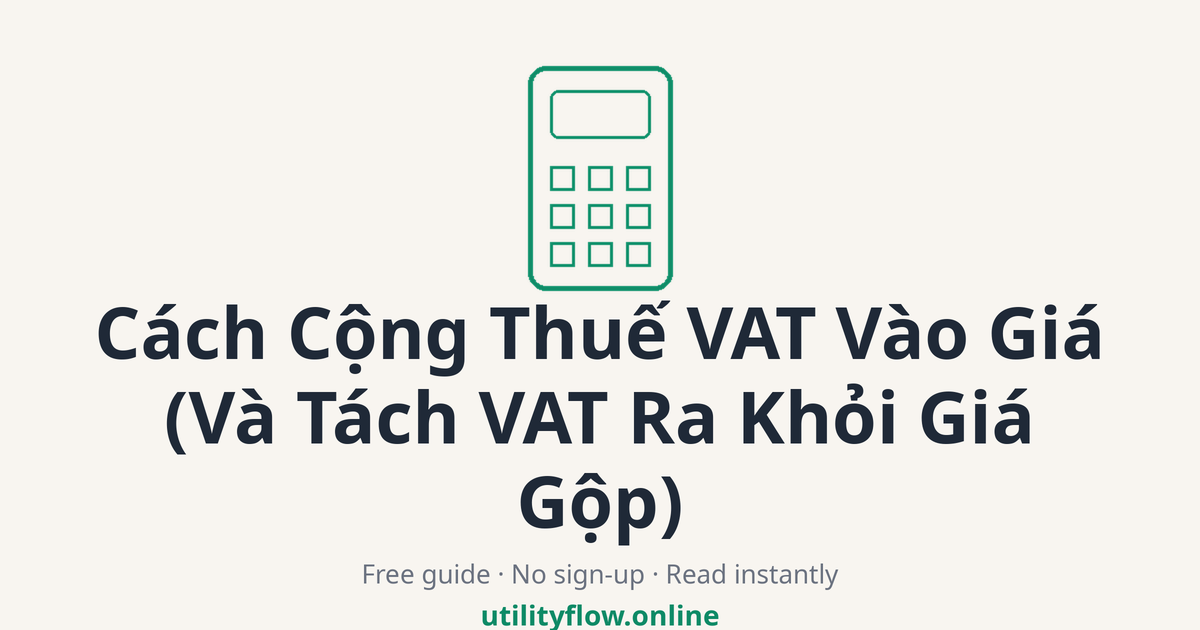 Cách Cộng Thuế VAT Vào Giá
(Và Tách VAT Ra Khỏi Giá
Gộp)
Free guide · No sign-up · Read instantly
utilityflow.online